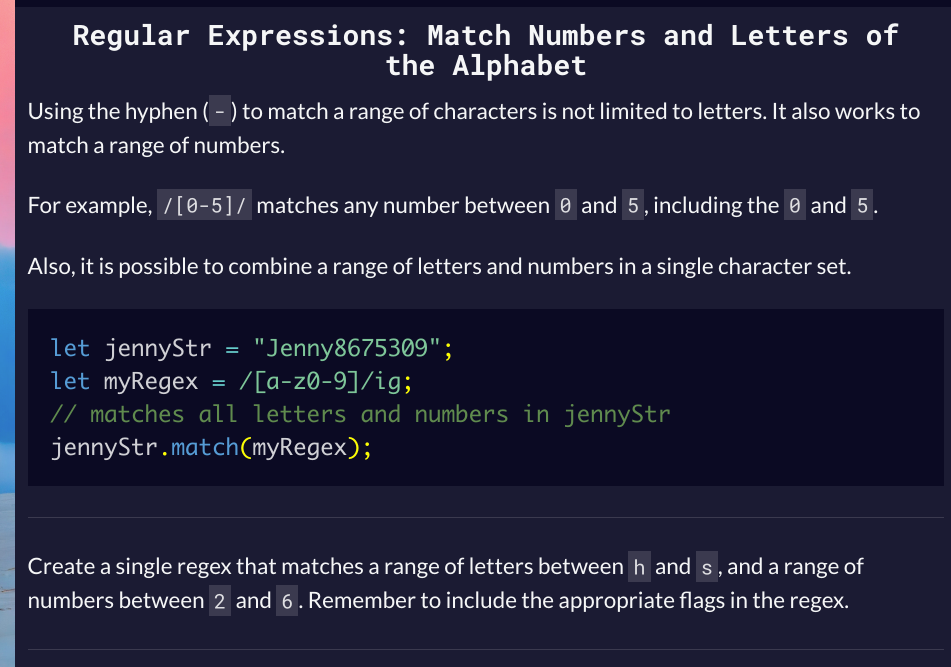 Regular Expressions: Match Numbers and Letters of
the Alphabet
Using the hyphen (-) to match a range of characters is not limited to letters. It also works to
match a range of numbers.
For example, /[0-5]/ matches any number between 0 and 5, including the 0 and 5.
Also, it is possible to combine a range of letters and numbers in a single character set.
let jennyStr = "Jenny8675309";
let myRegex = /[a-z0-9]/ig;
// matches all letters and numbers in jennyStr
jennyStr.match(myRegex);
Create a single regex that matches a range of letters between h and s, and a range of
numbers between 2 and 6. Remember to include the appropriate flags in the regex.